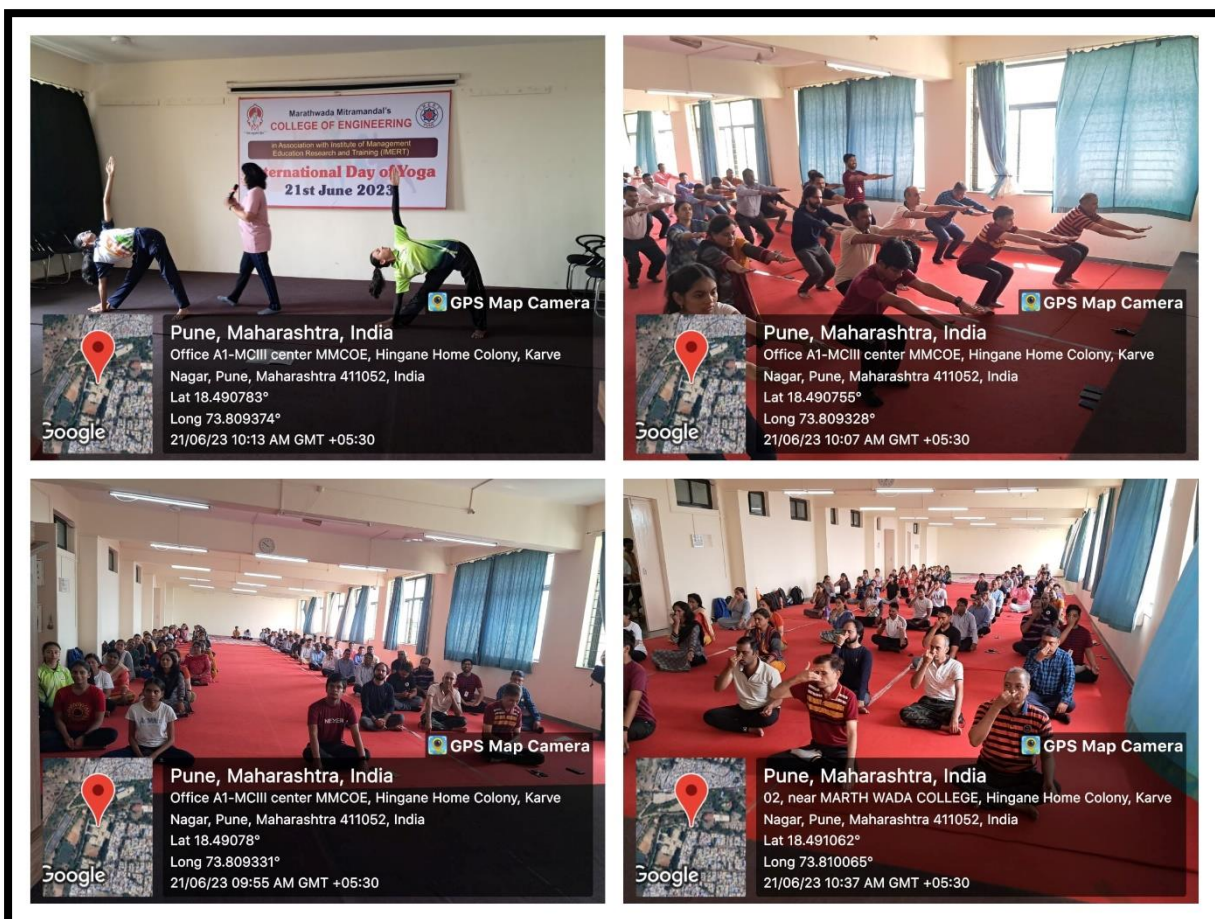 Marathwada Mitramandal's
COLLEGE OF ENGINEERING
in Association with Institute of Management
Education Research and Training (IMERT)
International Day of Yoga
21st June 2023
GPS Map Camera
Pune, Maharashtra, India
Office A1-MCIII center MMCOE, Hingane Home Colony, Karve
Nagar, Pune, Maharashtra 411052, India
Lat 18.490783°
Long 73.809374°
21/06/23 10:13 AM GMT +05:30
Google
GPS Map Camera
Pune, Maharashtra, India
Office A1-MCIII center MMCOE, Hingane Home Colony, Karve
Nagar, Pune, Maharashtra 411052, India
Lat 18.490755°
Long 73.809328°
21/06/23 10:07 AM GMT +05:30
Google
NEVER
GPS Map Camera
Pune, Maharashtra, India
Office A1-MCIII center MMCOE, Hingane Home Colony, Karve
Nagar, Pune, Maharashtra 411052, India
Lat 18.49078°
Long 73.809331°
21/06/23 09:55 AM GMT +05:30
Google
GPS Map Camera
Pune, Maharashtra, India
02, near MARTH WADA COLLEGE, Hingane Home Colony, Karve
Nagar, Pune, Maharashtra 411052, India
Lat 18.491062°
Long 73.810065°
21/06/23 10:37 AM GMT +05:30
Google